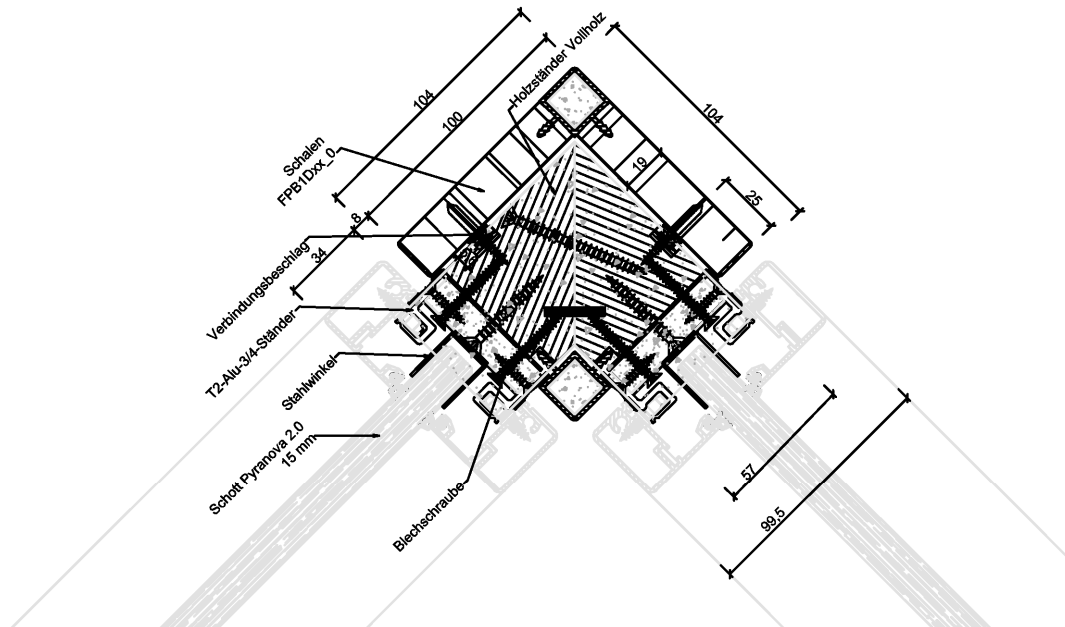 104
100
8
34
Schalen
FPB1Dxx_0
Holzständer Vollholz
104
19
25
Verbindungsbeschlag
T2-Alu-3/4-Ständer
Stahlwinkel
Schott Pyranova 2.0
15 mm
Blechschraube
57
99,5